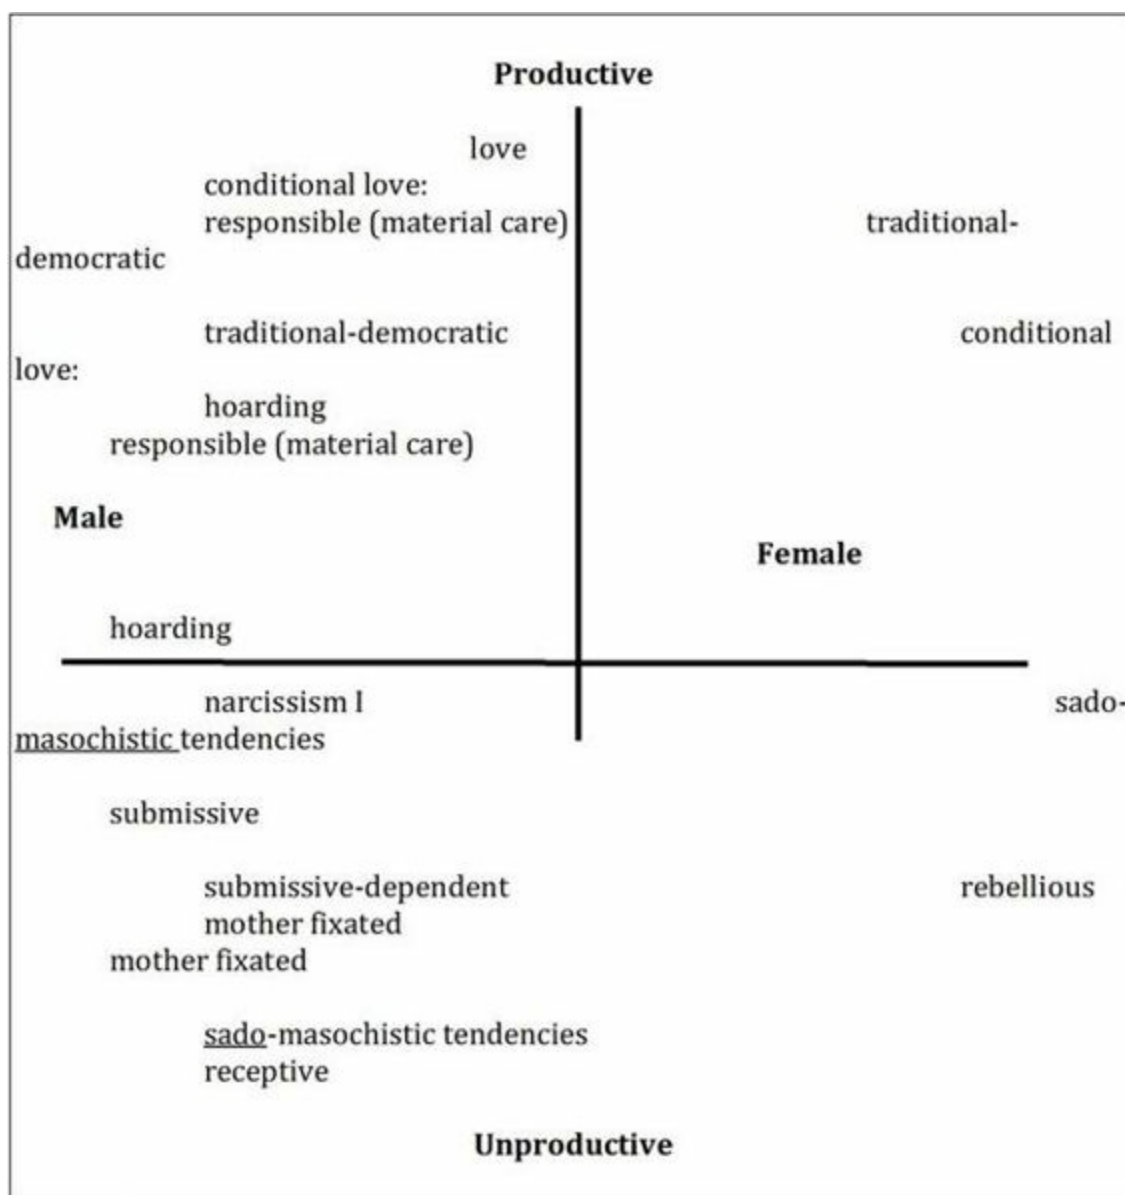 Productive
love
conditional love:
responsible (material care) traditional-
democratic
traditional-democratic conditional
love:
hoarding
responsible (material care)
Male
Female
hoarding
narcissism I sado-
masochistic tendencies
submissive
submissive-dependent rebellious
mother fixated
mother fixated
sado-masochistic tendencies
receptive
Unproductive